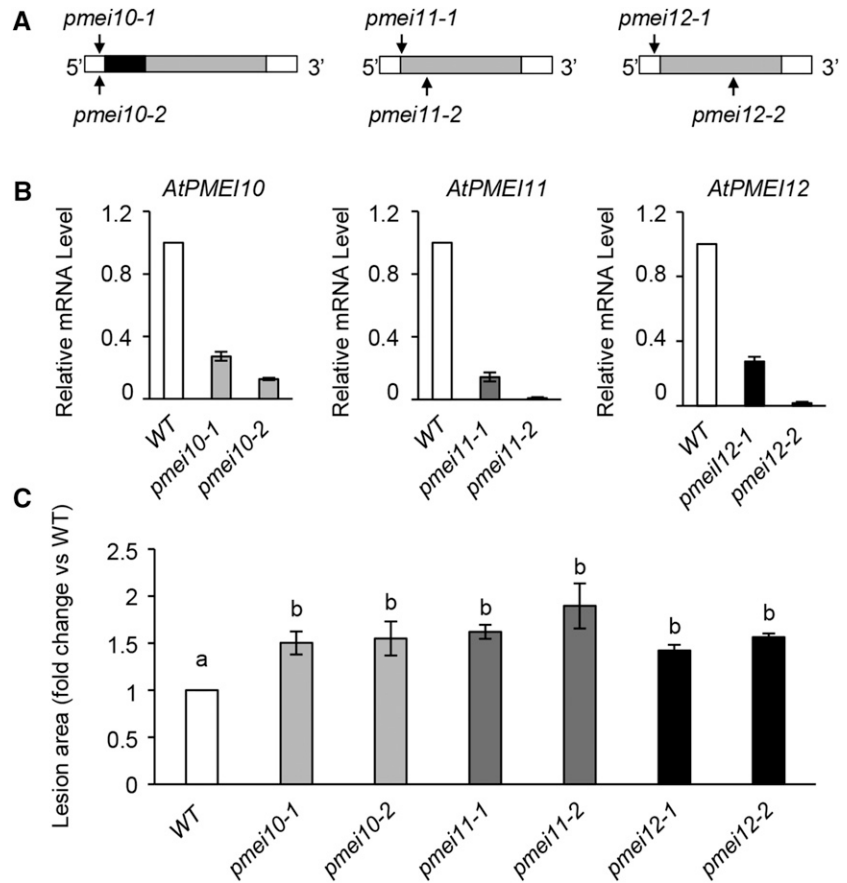 A
pmei10-1
pmei11-1
pmei12-1
5’ 3’ 5’ 3’ 5’ 3’
pmei10-2
pmei11-2
pmei12-2
B
AtPMEI10
AtPMEI11
AtPMEI12
Relative mRNA Level
1.2
0.8
0.4
0
WT
pmei10-1
pmei10-2
Relative mRNA Level
1.2
0.8
0.4
0
WT
pmei11-1
pmei11-2
Relative mRNA Level
1.2
0.8
0.4
0
WT
pmeil12-1
pmei12-2
C
Lesion area (fold change vs WT)
2.5
2
1.5
1
0.5
0
a
b
b
b
b
b
b
WT
pmei10-1
pmei10-2
pmei11-1
pmei11-2
pmei12-1
pmei12-2